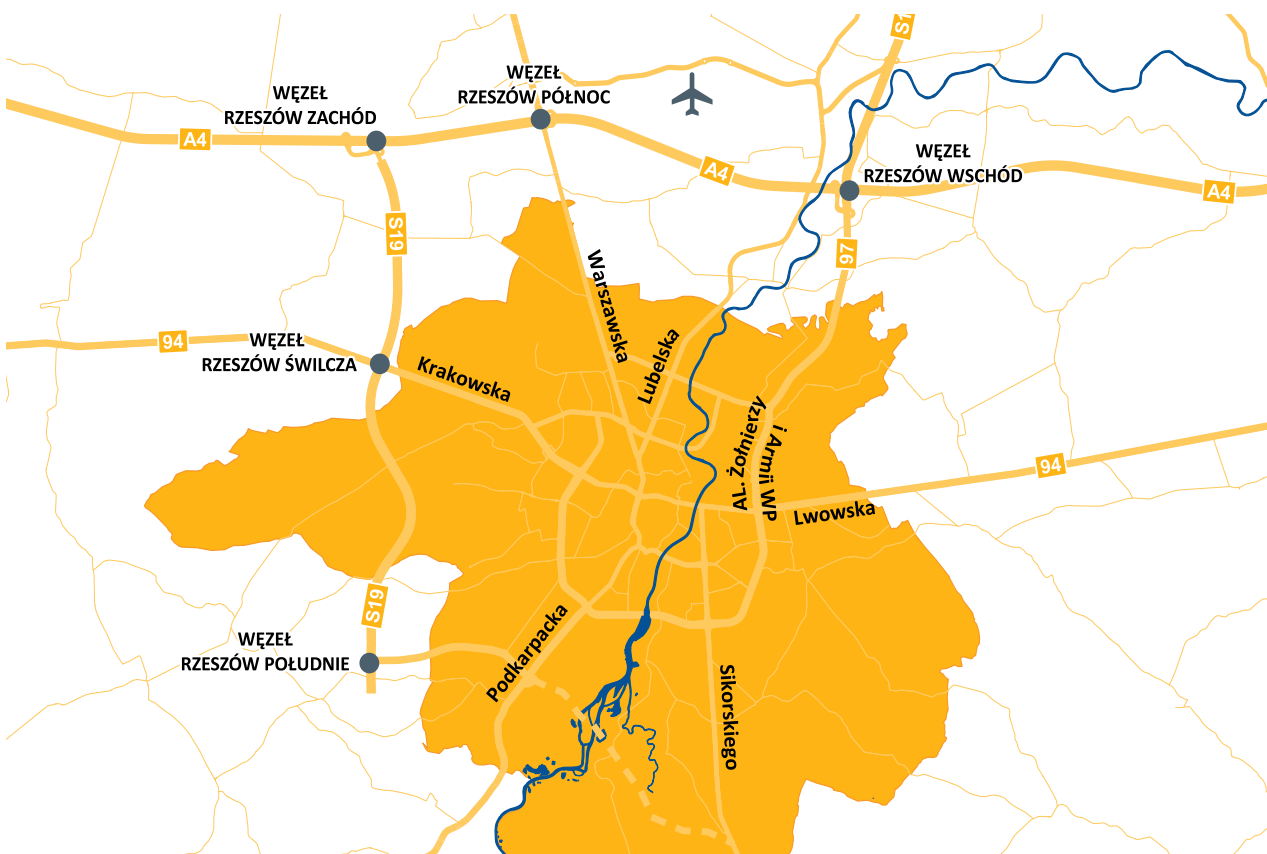 S1
WĘZEŁ
RZESZÓW PÓŁNOC
WĘZEŁ
RZESZÓW ZACHÓD
A4
A4
WĘZEŁ
RZESZÓW WSCHÓD
A4
S19
97
Warszawska
94
WĘZEŁ
RZESZÓW ŚWILCZA
Krakowska
Lubelska
AL. Żołnierzy
i Armii WP
94
Lwowska
S19
WĘZEŁ
RZESZÓW POŁUDNIE
Podkarpacka
Sikorskiego